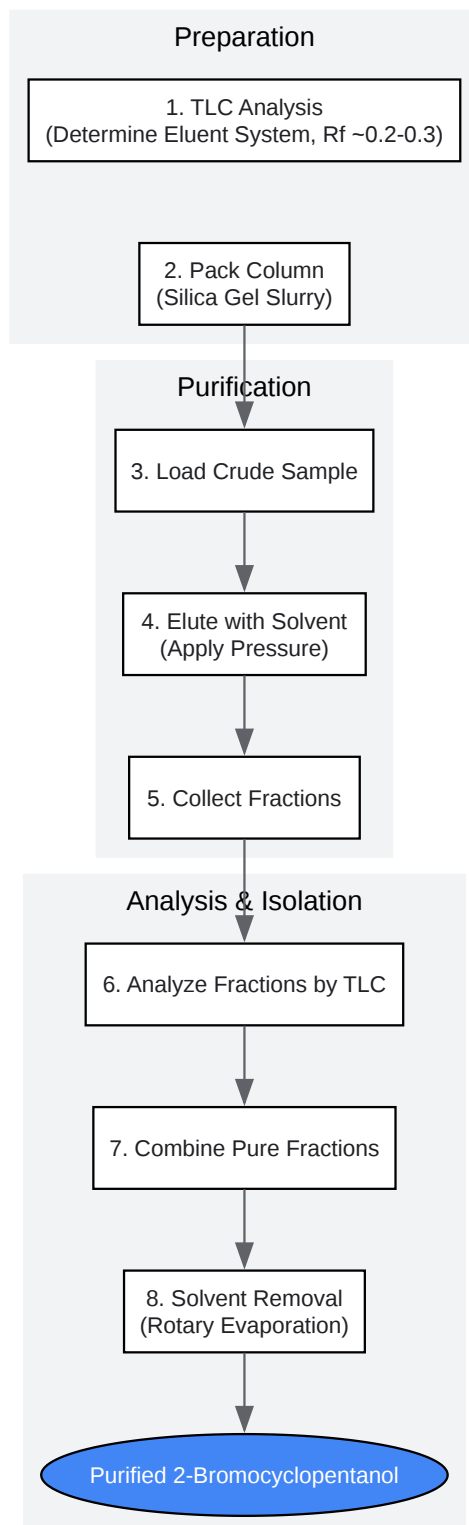 Preparation
1. TLC Analysis
(Determine Eluent System, Rf ~0.2-0.3)
2. Pack Column
(Silica Gel Slurry)
Purification
3. Load Crude Sample
4. Elute with Solvent
(Apply Pressure)
5. Collect Fractions
Analysis & Isolation
6. Analyze Fractions by TLC
7. Combine Pure Fractions
8. Solvent Removal
(Rotary Evaporation)
Purified 2-Bromocyclopentanol